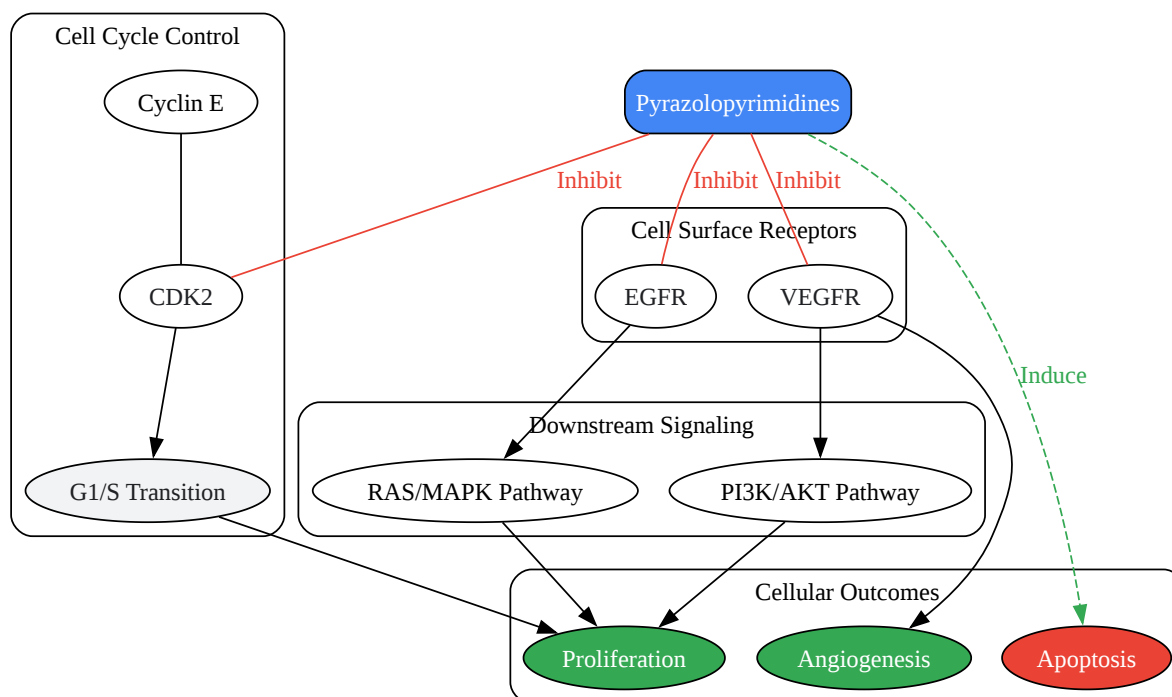 Cell Cycle Control
Cyclin E
Pyrazolopyrimidines
Inhibit
Inhibit
Inhibit
Cell Surface Receptors
CDK2
EGFR
VEGFR
Induce
Downstream Signaling
G1/S Transition
RAS/MAPK Pathway
PI3K/AKT Pathway
Cellular Outcomes
Proliferation
Angiogenesis
Apoptosis